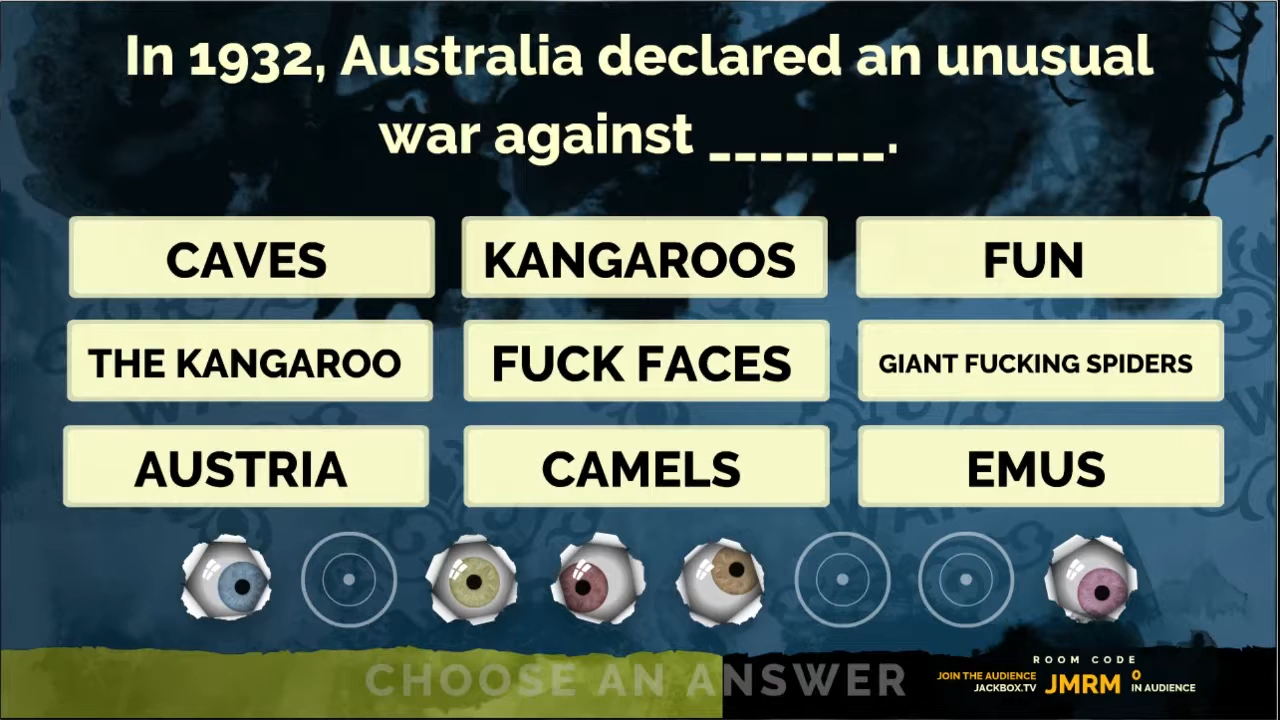 In 1932, Australia declared an unusual
war against _______.
CAVES
KANGAROOS
FUN
THE KANGAROO
FUCK FACES
GIANT FUCKING SPIDERS
AUSTRIA
CAMELS
EMUS
CHOOSE AN ANSWER
ROOM CODE
JOIN THE AUDIENCE
JACKBOX.TV
JMRM
0
IN AUDIENCE